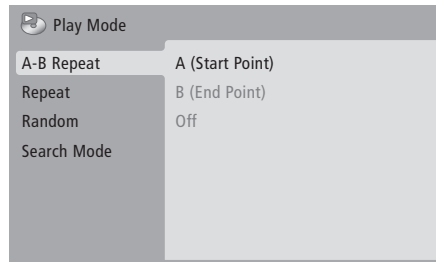 Play Mode
A-B Repeat
Repeat
Random
Search Mode
A (Start Point)
B (End Point)
Off